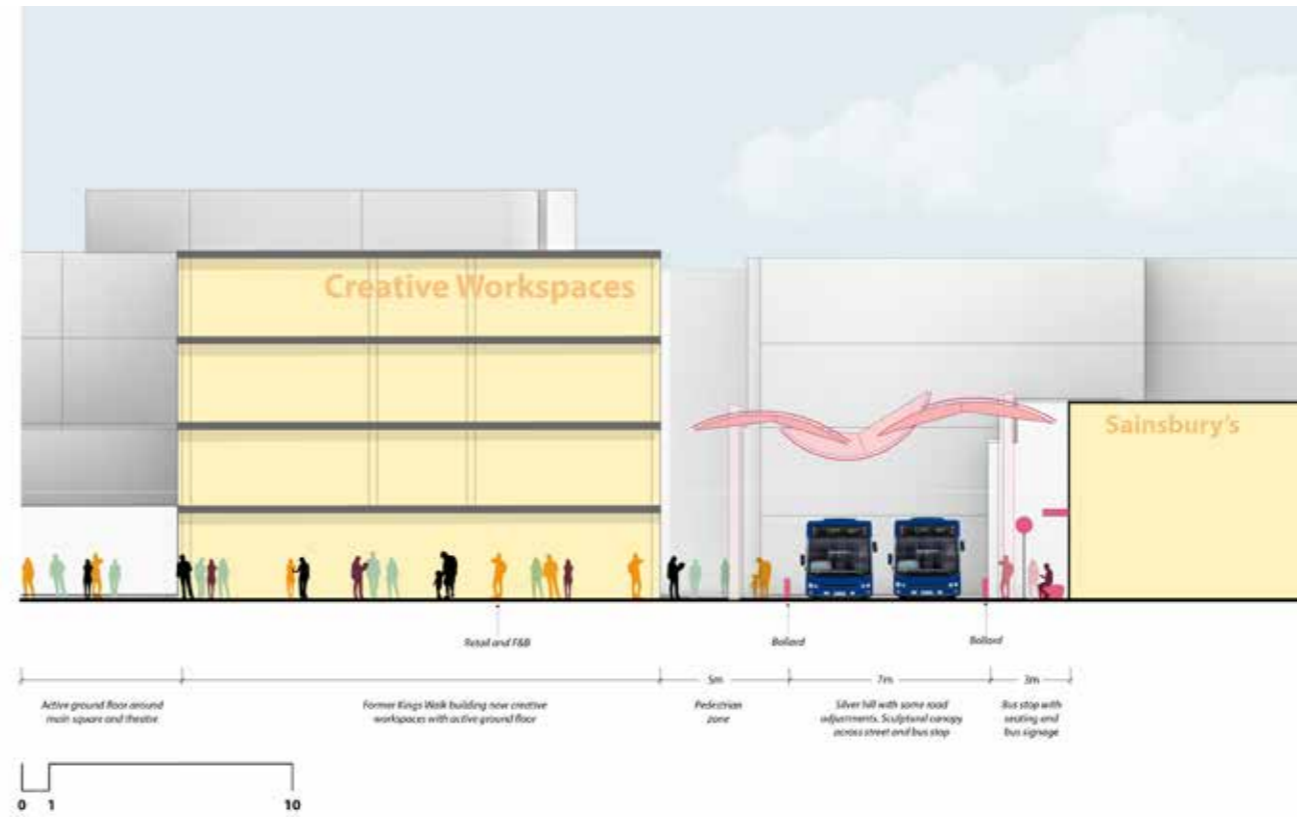 Creative Workspaces
Sainsbury's
Retail and F&B
Bollard
Bollard
5m
7m
3m
Active ground floor around
main square and theatre
Former Kings Walk building now creative
workspaces with active ground floor
Pedestrian
zone
Silver hill with some road
adjustments. Sculptural canopy
across street and bus stop
Bus stop with
seating and
bus signage
0 1 10